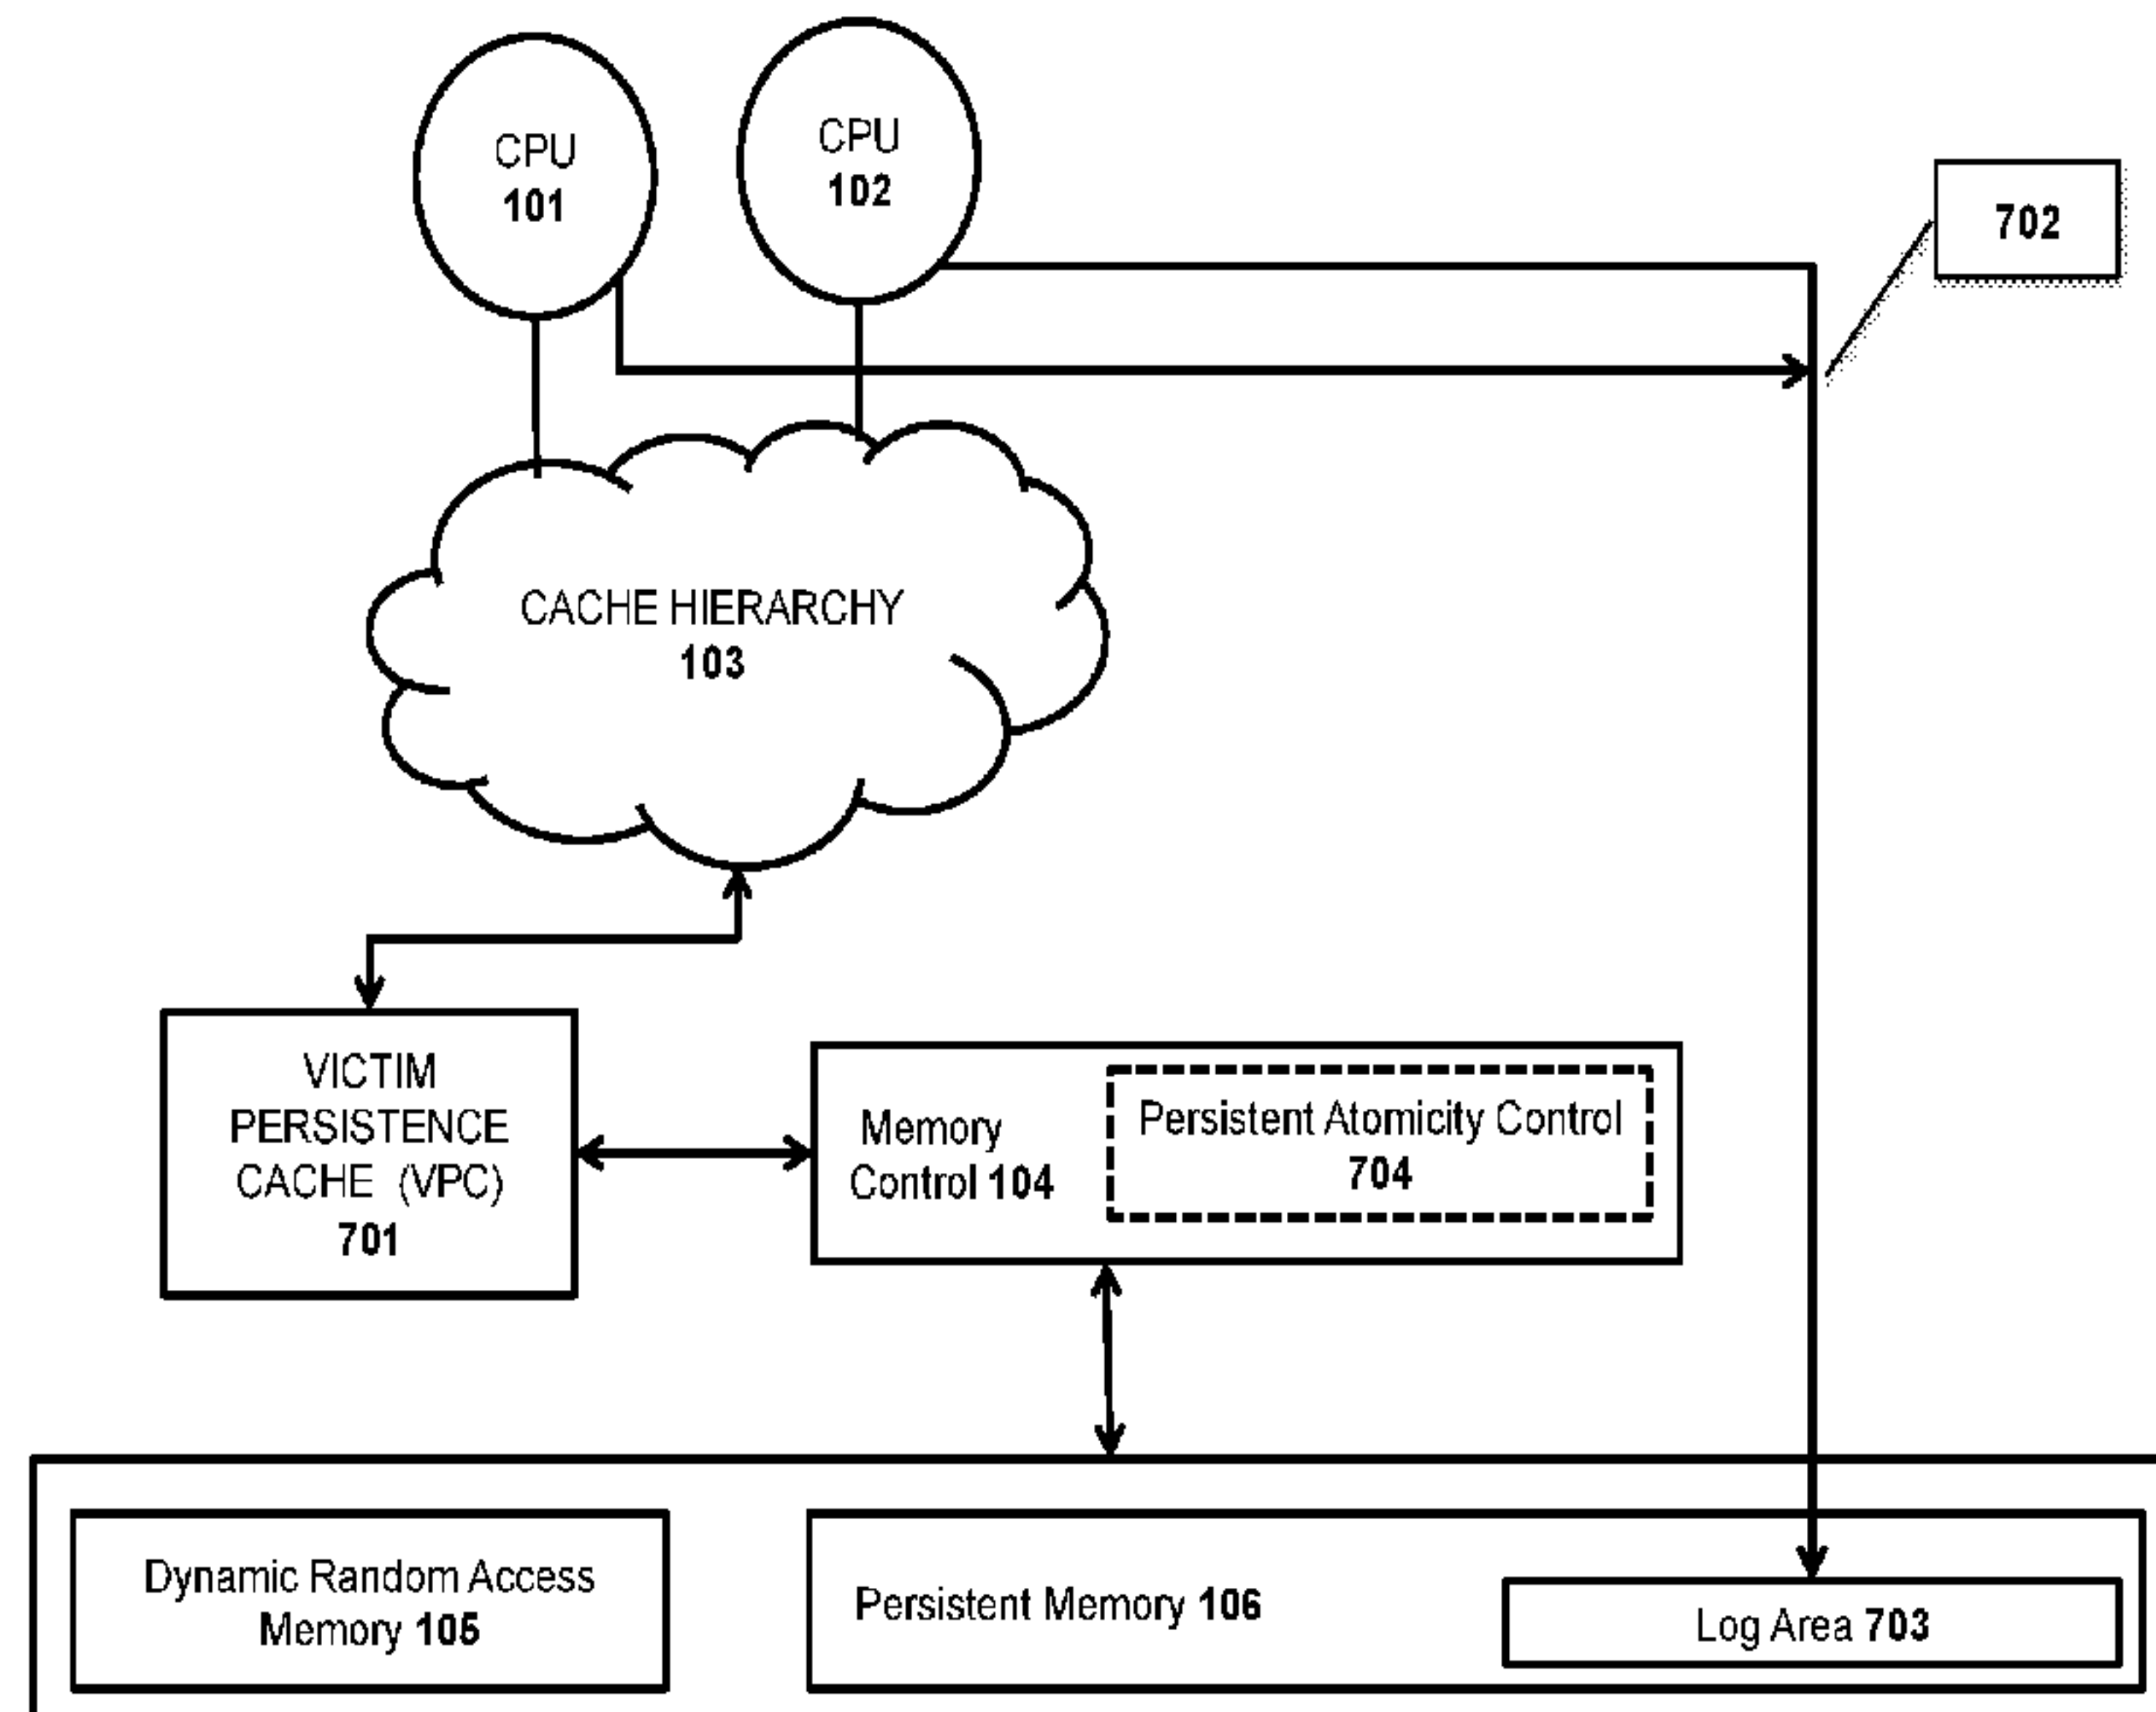 CPU
101
CPU
102
702
CACHE HIERARCHY
103
VICTIM
PERSISTENCE
CACHE (VPC)
701
Memory
Control 104
Persistent Atomicity Control
704
Dynamic Random Access
Memory 105
Persistent Memory 106
Log Area 703